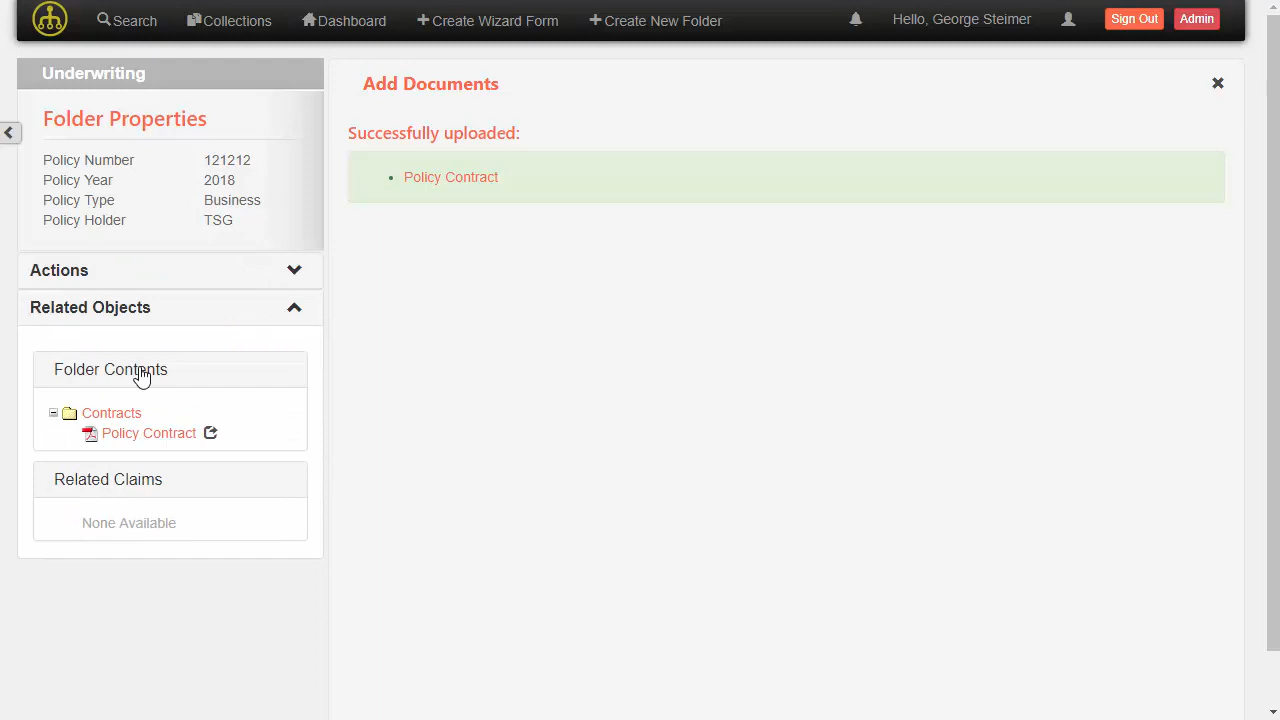 Search Collections Dashboard Create Wizard Form Create New Folder Hello, George Steimer Sign Out Admin
Underwriting
Folder Properties
Policy Number 121212
Policy Year 2018
Policy Type Business
Policy Holder TSG
Actions
Related Objects
Folder Contents
Contracts
Policy Contract
Related Claims
None Available
Add Documents
Successfully uploaded:
• Policy Contract